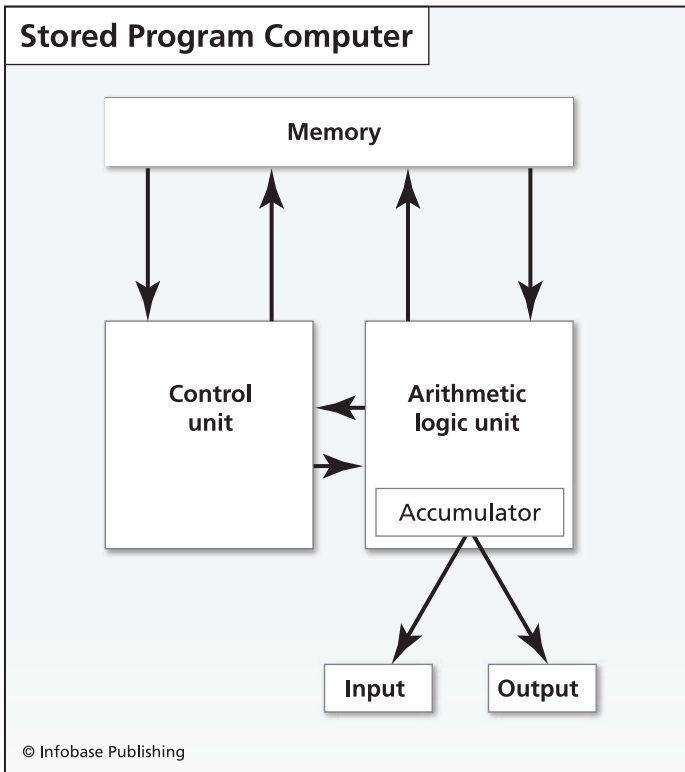 Stored Program Computer
Memory
Control
unit
Arithmetic
logic unit
Accumulator
Input
Output
© Infobase Publishing